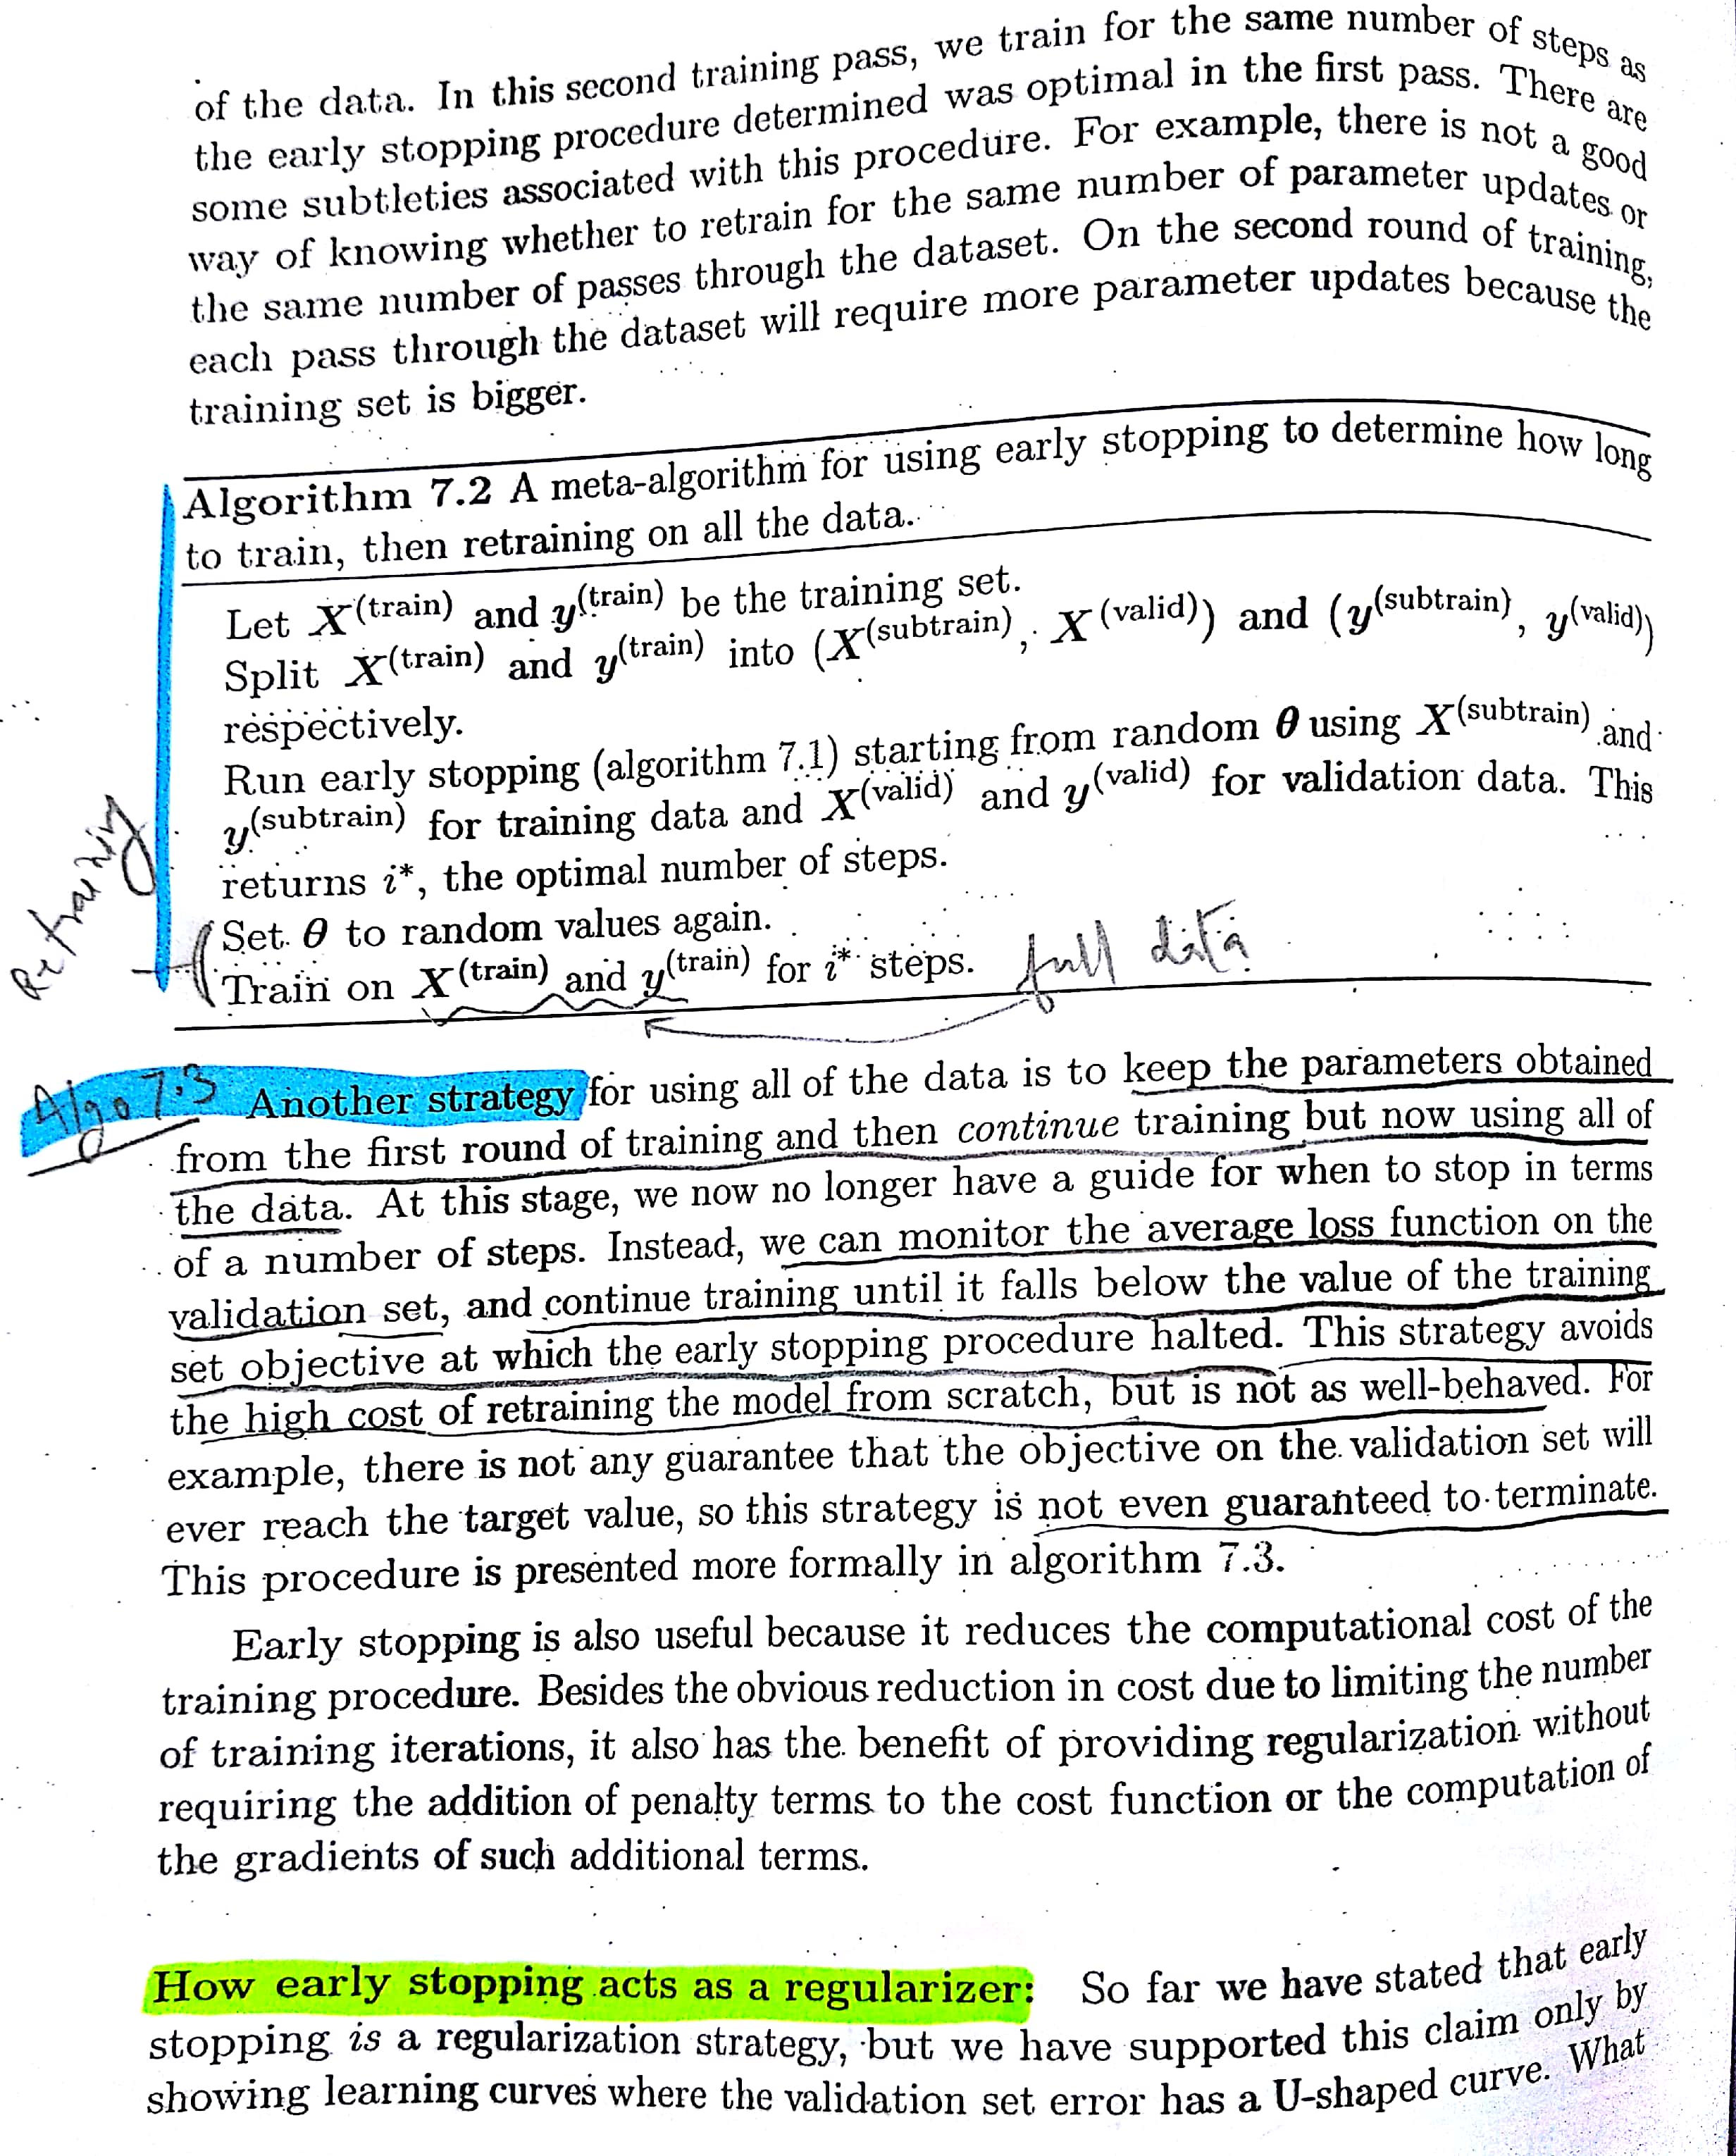 of the data. In this second training pass, we train for the same number of steps as
the early stopping procedure determined was optimal in the first pass. There are
some subtleties associated with this procedure. For example, there is not a good
way of knowing whether to retrain for the same number of parameter updates or
the same number of passes through the dataset. On the second round of training,
each pass through the dataset will require more parameter updates because the
training set is bigger.
Algorithm 7.2 A meta-algorithm for using early stopping to determine how long
to train, then retraining on all the data.
Let X^(train) and y^(train) be the training set.
Split X^(train) and y^(train) into (X^(subtrain), X^(valid)) and (y^(subtrain), y^(valid))
respectively.
Run early stopping (algorithm 7.1) starting from random θ using X^(subtrain) and
y^(subtrain) for training data and X^(valid) and y^(valid) for validation data. This
returns i*, the optimal number of steps.
Set θ to random values again.
Train on X^(train) and y^(train) for i* steps. full data
Retraining
Algo 7.3 Another strategy for using all of the data is to keep the parameters obtained
from the first round of training and then continue training but now using all of
the data. At this stage, we now no longer have a guide for when to stop in terms
of a number of steps. Instead, we can monitor the average loss function on the
validation set, and continue training until it falls below the value of the training
set objective at which the early stopping procedure halted. This strategy avoids
the high cost of retraining the model from scratch, but is not as well-behaved. For
example, there is not any guarantee that the objective on the validation set will
ever reach the target value, so this strategy is not even guaranteed to terminate.
This procedure is presented more formally in algorithm 7.3.
Early stopping is also useful because it reduces the computational cost of the
training procedure. Besides the obvious reduction in cost due to limiting the number
of training iterations, it also has the benefit of providing regularization without
requiring the addition of penalty terms to the cost function or the computation of
the gradients of such additional terms.
How early stopping acts as a regularizer: So far we have stated that early
stopping is a regularization strategy, but we have supported this claim only by
showing learning curves where the validation set error has a U-shaped curve. What